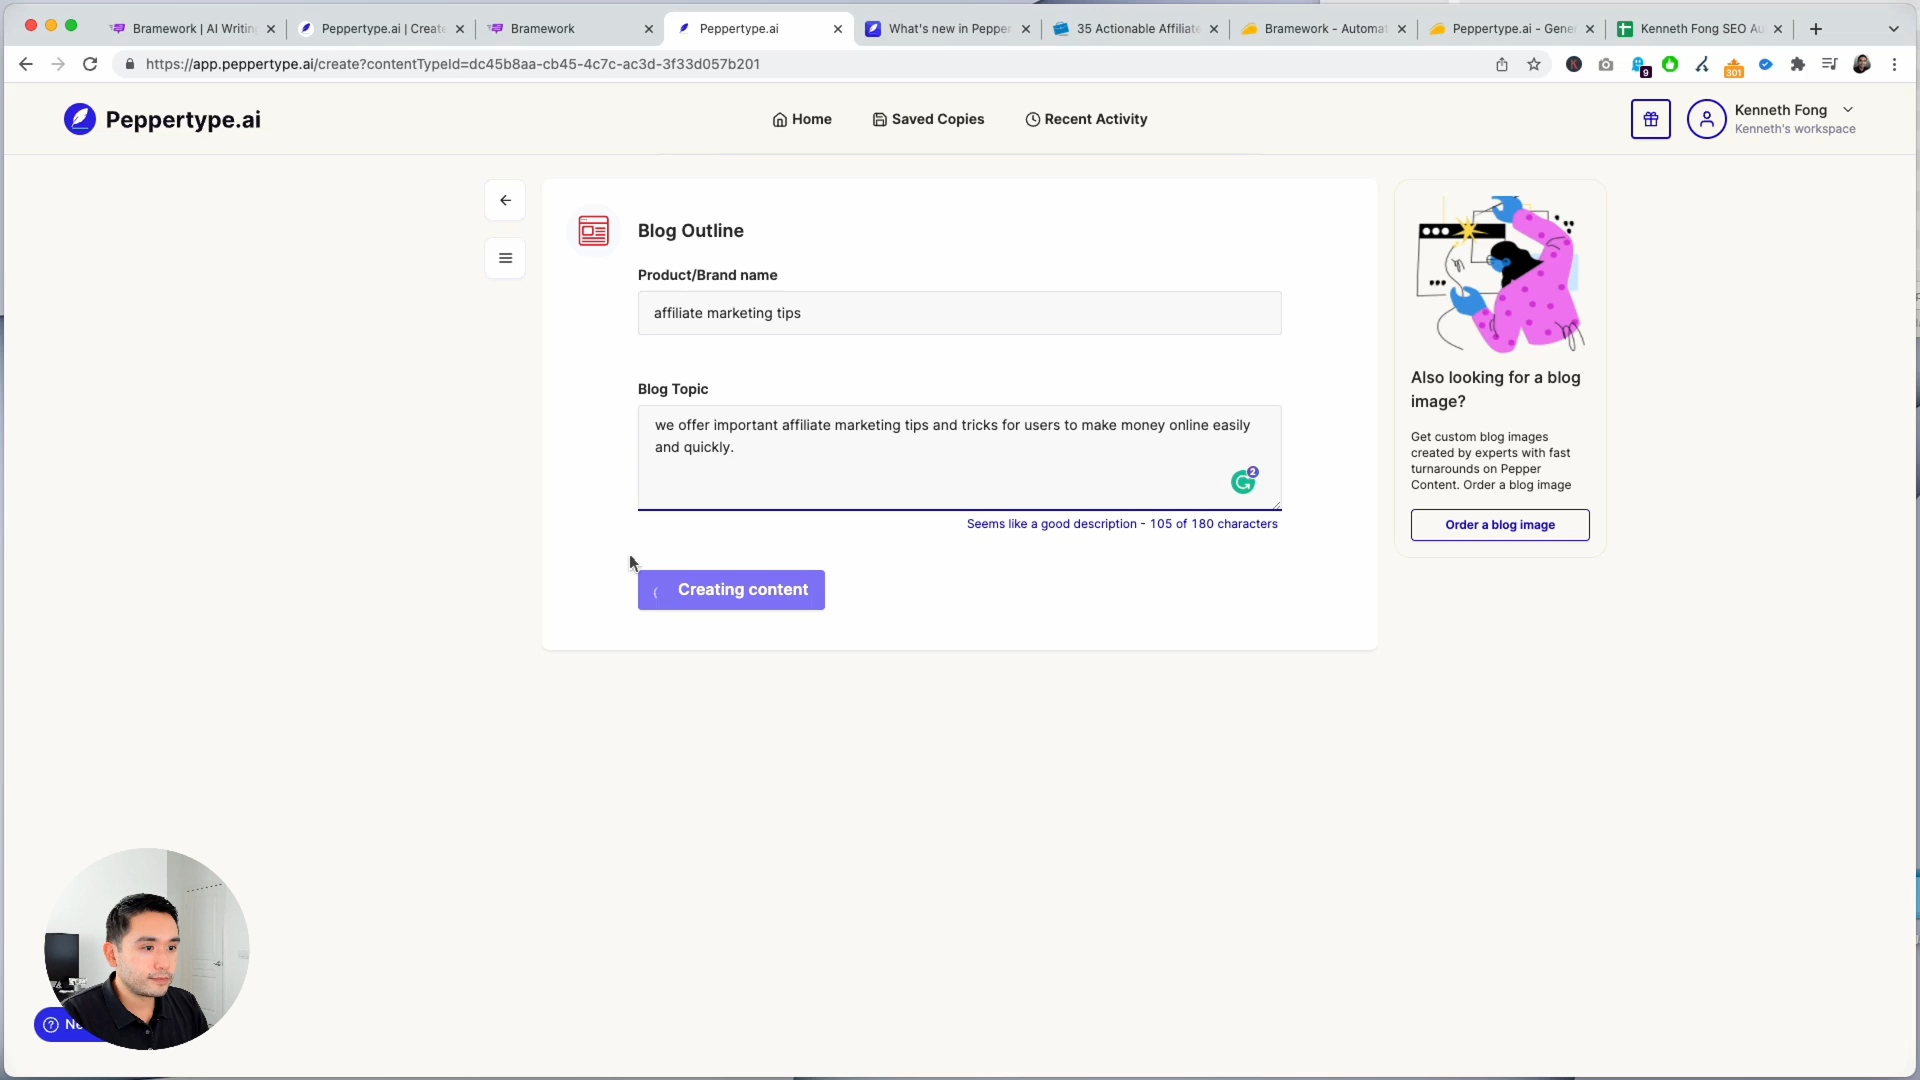 Bramework | AI Writing
Peppertype.ai | Create
Bramework
Peppertype.ai
What's new in Pepper
35 Actionable Affiliate
Bramework - Automat
Peppertype.ai - Gener
Kenneth Fong SEO Au
https://app.peppertype.ai/create?contentTypeId=dc45b8aa-cb45-4c7c-ac3d-3f33d057b201
9
301
Peppertype.ai
Home
Saved Copies
Recent Activity
Kenneth Fong
Kenneth's workspace
Blog Outline
Product/Brand name
affiliate marketing tips
Blog Topic
we offer important affiliate marketing tips and tricks for users to make money online easily
and quickly.
2
Seems like a good description - 105 of 180 characters
Creating content
Also looking for a blog
image?
Get custom blog images
created by experts with fast
turnarounds on Pepper
Content. Order a blog image
Order a blog image